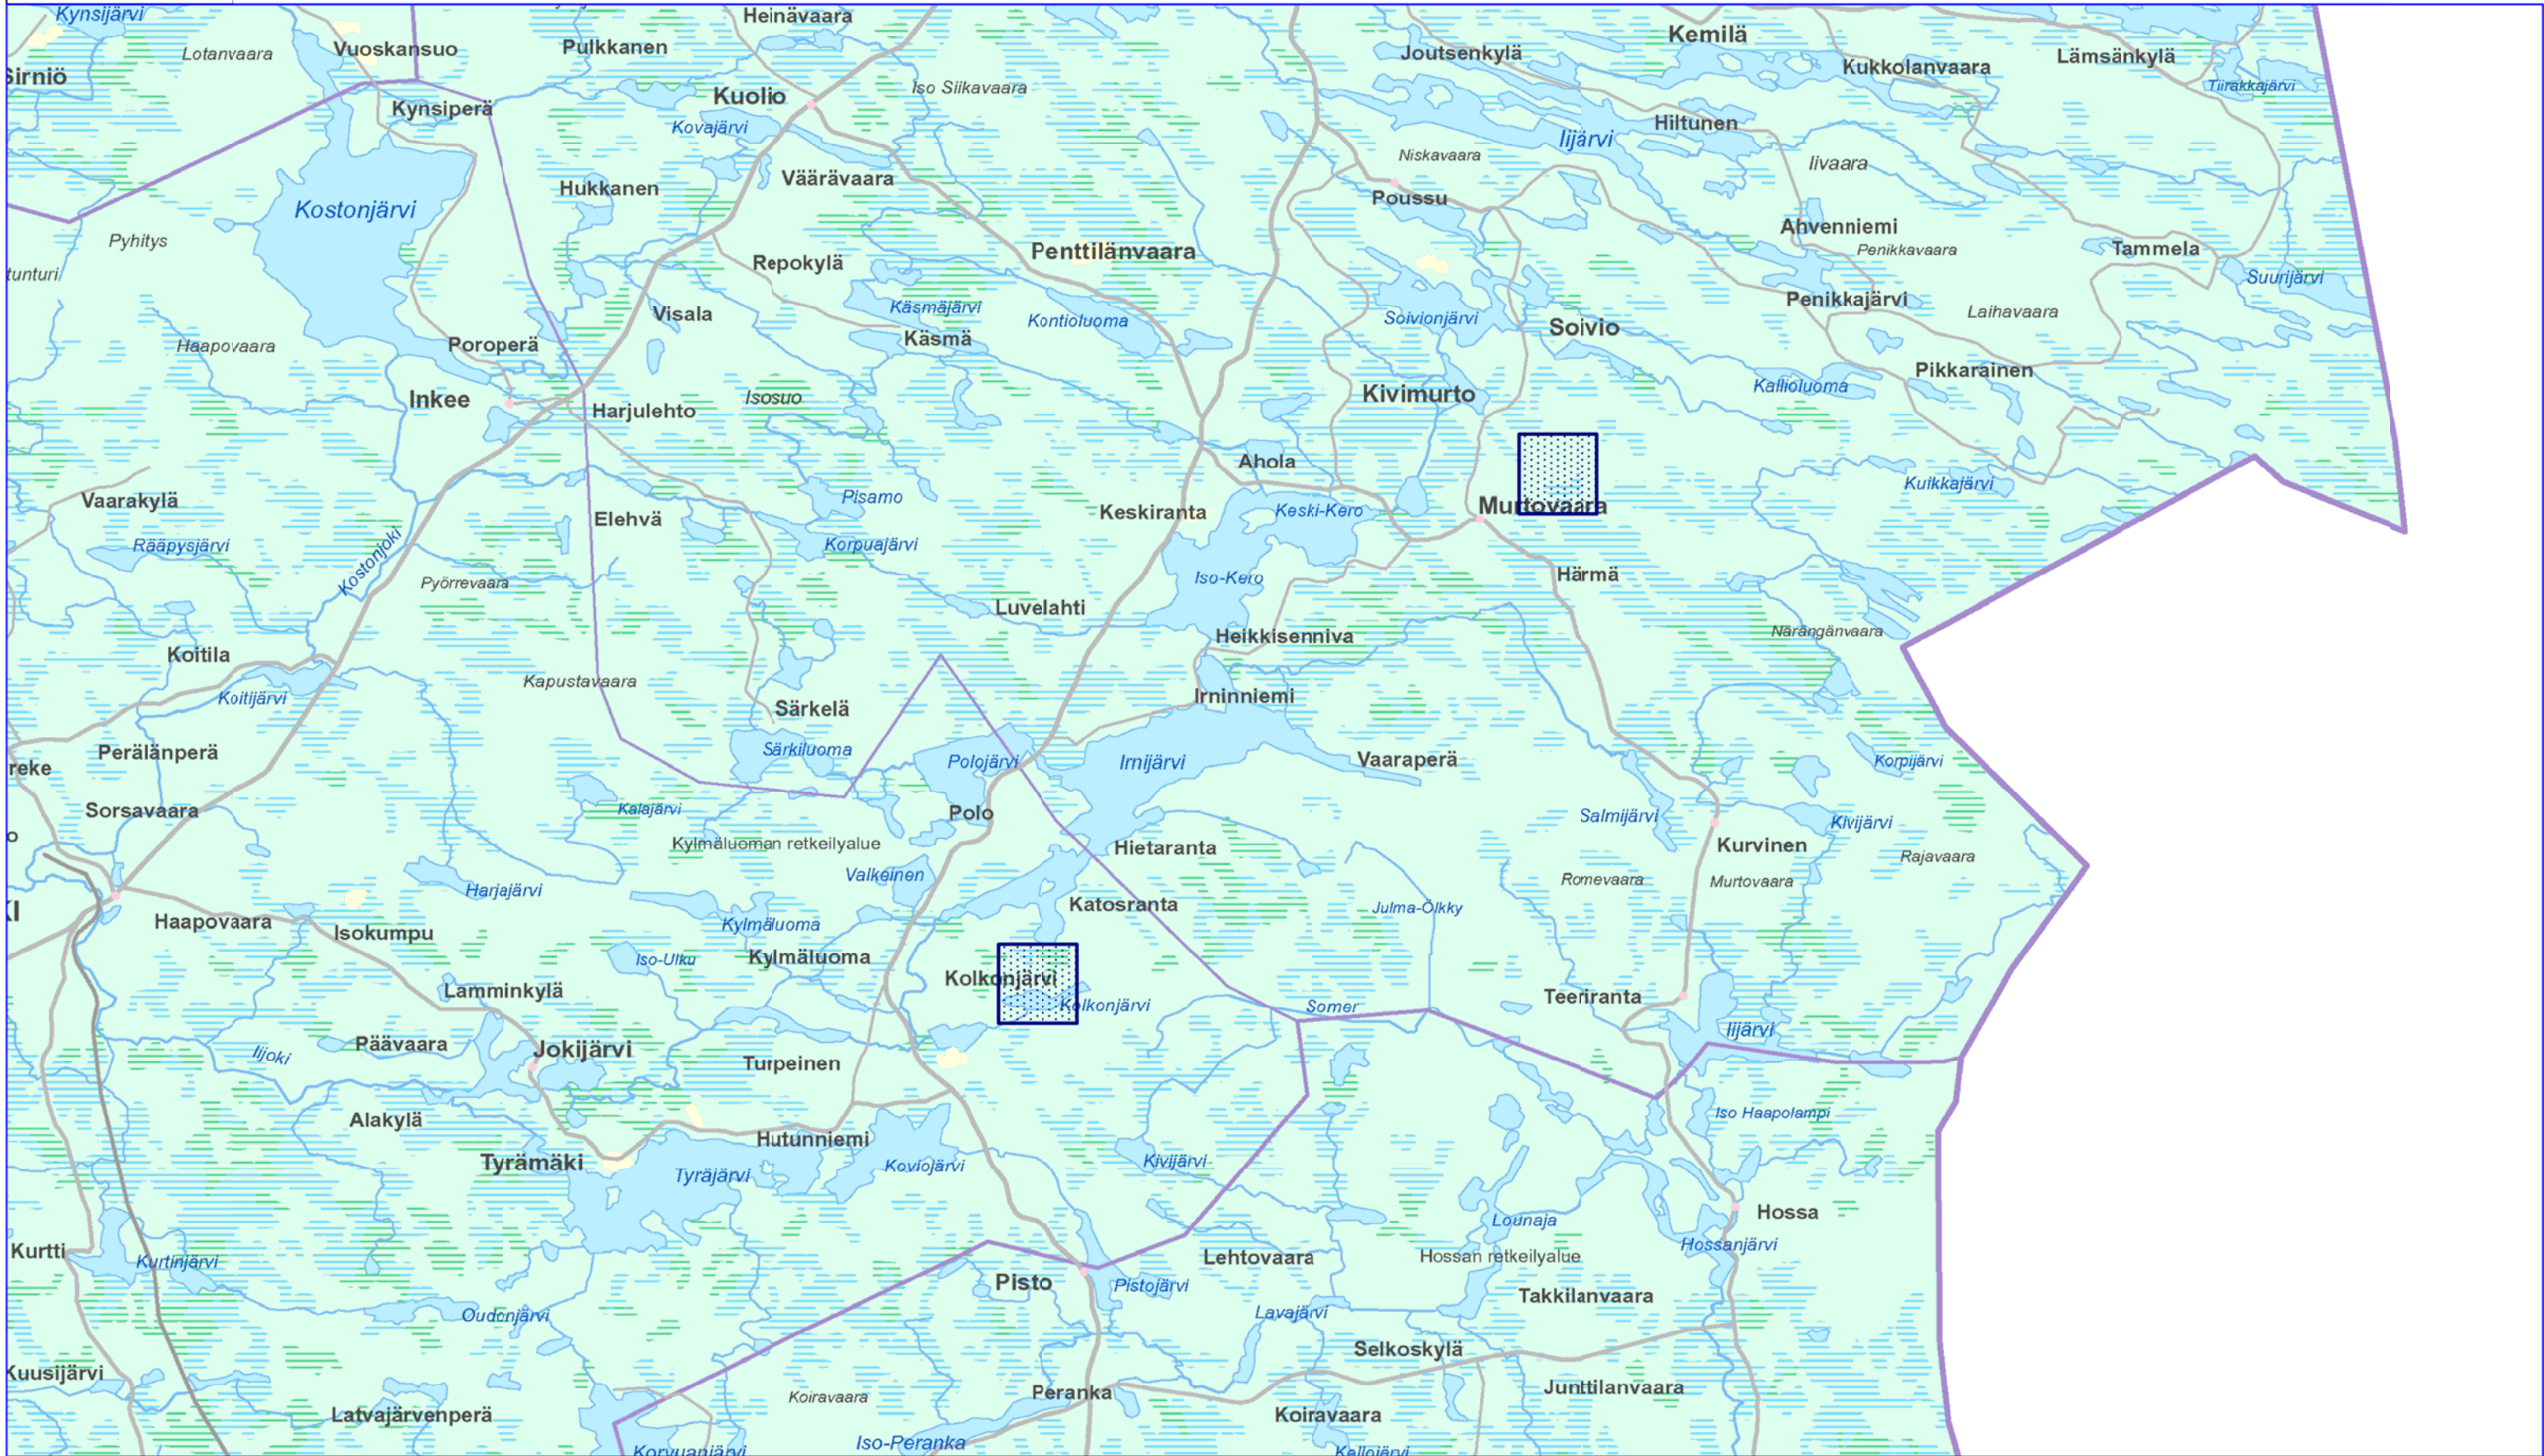 Kynsijärvi
Heinävaara
Lotanvaara
Vuoskansuo
Pulkkanen
Joutsenkylä
Kemilä
Kukkolanvaara
Lämsänkylä
Sirniö
Kynsiperä
Kuolio
Iso Siikavaara
Tiirakkajärvi
Kovajärvi
Hiltunen
Iijärvi
Niskavaara
Iivaara
Väärävaara
Hukkanen
Poussu
Kostonjärvi
Pyhitys
Ahvenniemi
Penikkavaara
Tammela
Penttilänvaara
Repokylä
tunturi
Suurijärvi
Visala
Käsmäjärvi
Kontioluoma
Soivionjärvi
Soivio
Penikkajärvi
Laihavaara
Haapovaara
Poroperä
Käsmä
Pikkarainen
Kallioluoma
Inkee
Harjulehto
Isosuo
Kivimurto
Ahola
Vaarakylä
Pisamo
Kuikkajärvi
Elehvä
Keskiranta
Keski-Kero
Murtovaara
Rääpysjärvi
Kostonjoki
Korpuajärvi
Pyörrevaara
Iso-Kero
Härmä
Luvelahti
Heikkisenniva
Närängänvaara
Koitila
Kapustavaara
Koitijärvi
Särkelä
Irninniemi
Perälänperä
Särkiluoma
Polojärvi
Irnijärvi
Vaaraperä
Korpijärvi
reke
Sorsavaara
Kalajärvi
Polo
Salmijärvi
Kivijärvi
o
Kylmäluoman retkeilyalue
Hietaranta
Kurvinen
Rajavaara
Valkeinen
Harjajärvi
Romevaara
Murtovaara
KI
Haapovaara
Isokumpu
Kylmäluoma
Katosranta
Julma-Ölkky
Iso-Ulku
Kylmäluoma
Kolkonjärvi
Lamminkylä
Kolkonjärvi
Somer
Teeriranta
Iijärvi
Iijoki
Päävaara
Jokijärvi
Turpeinen
Alakylä
Iso Haapolampi
Hutunniemi
Tyrämäki
Tyräjärvi
Koviojärvi
Kivijärvi
Hossa
Lounaja
Kurtti
Kurtinjärvi
Lehtovaara
Hossan retkeilyalue
Hossanjärvi
Pisto
Pistojärvi
Takkilanvaara
Oudonjärvi
Lavajärvi
Selkoskylä
Kuusijärvi
Koiravaara
Peranka
Junttilanvaara
Latvajärvenperä
Koiravaara
Iso-Peranka
Korvuanjärvi
Kallojärvi